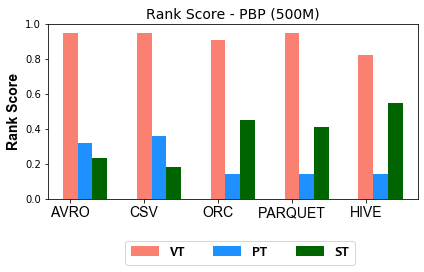 Rank Score - PBP (500M)
1.0
0.8
0.6
0.4
0.2
0.0
Rank Score
AVRO CSV ORC PARQUET HIVE
VT PT ST